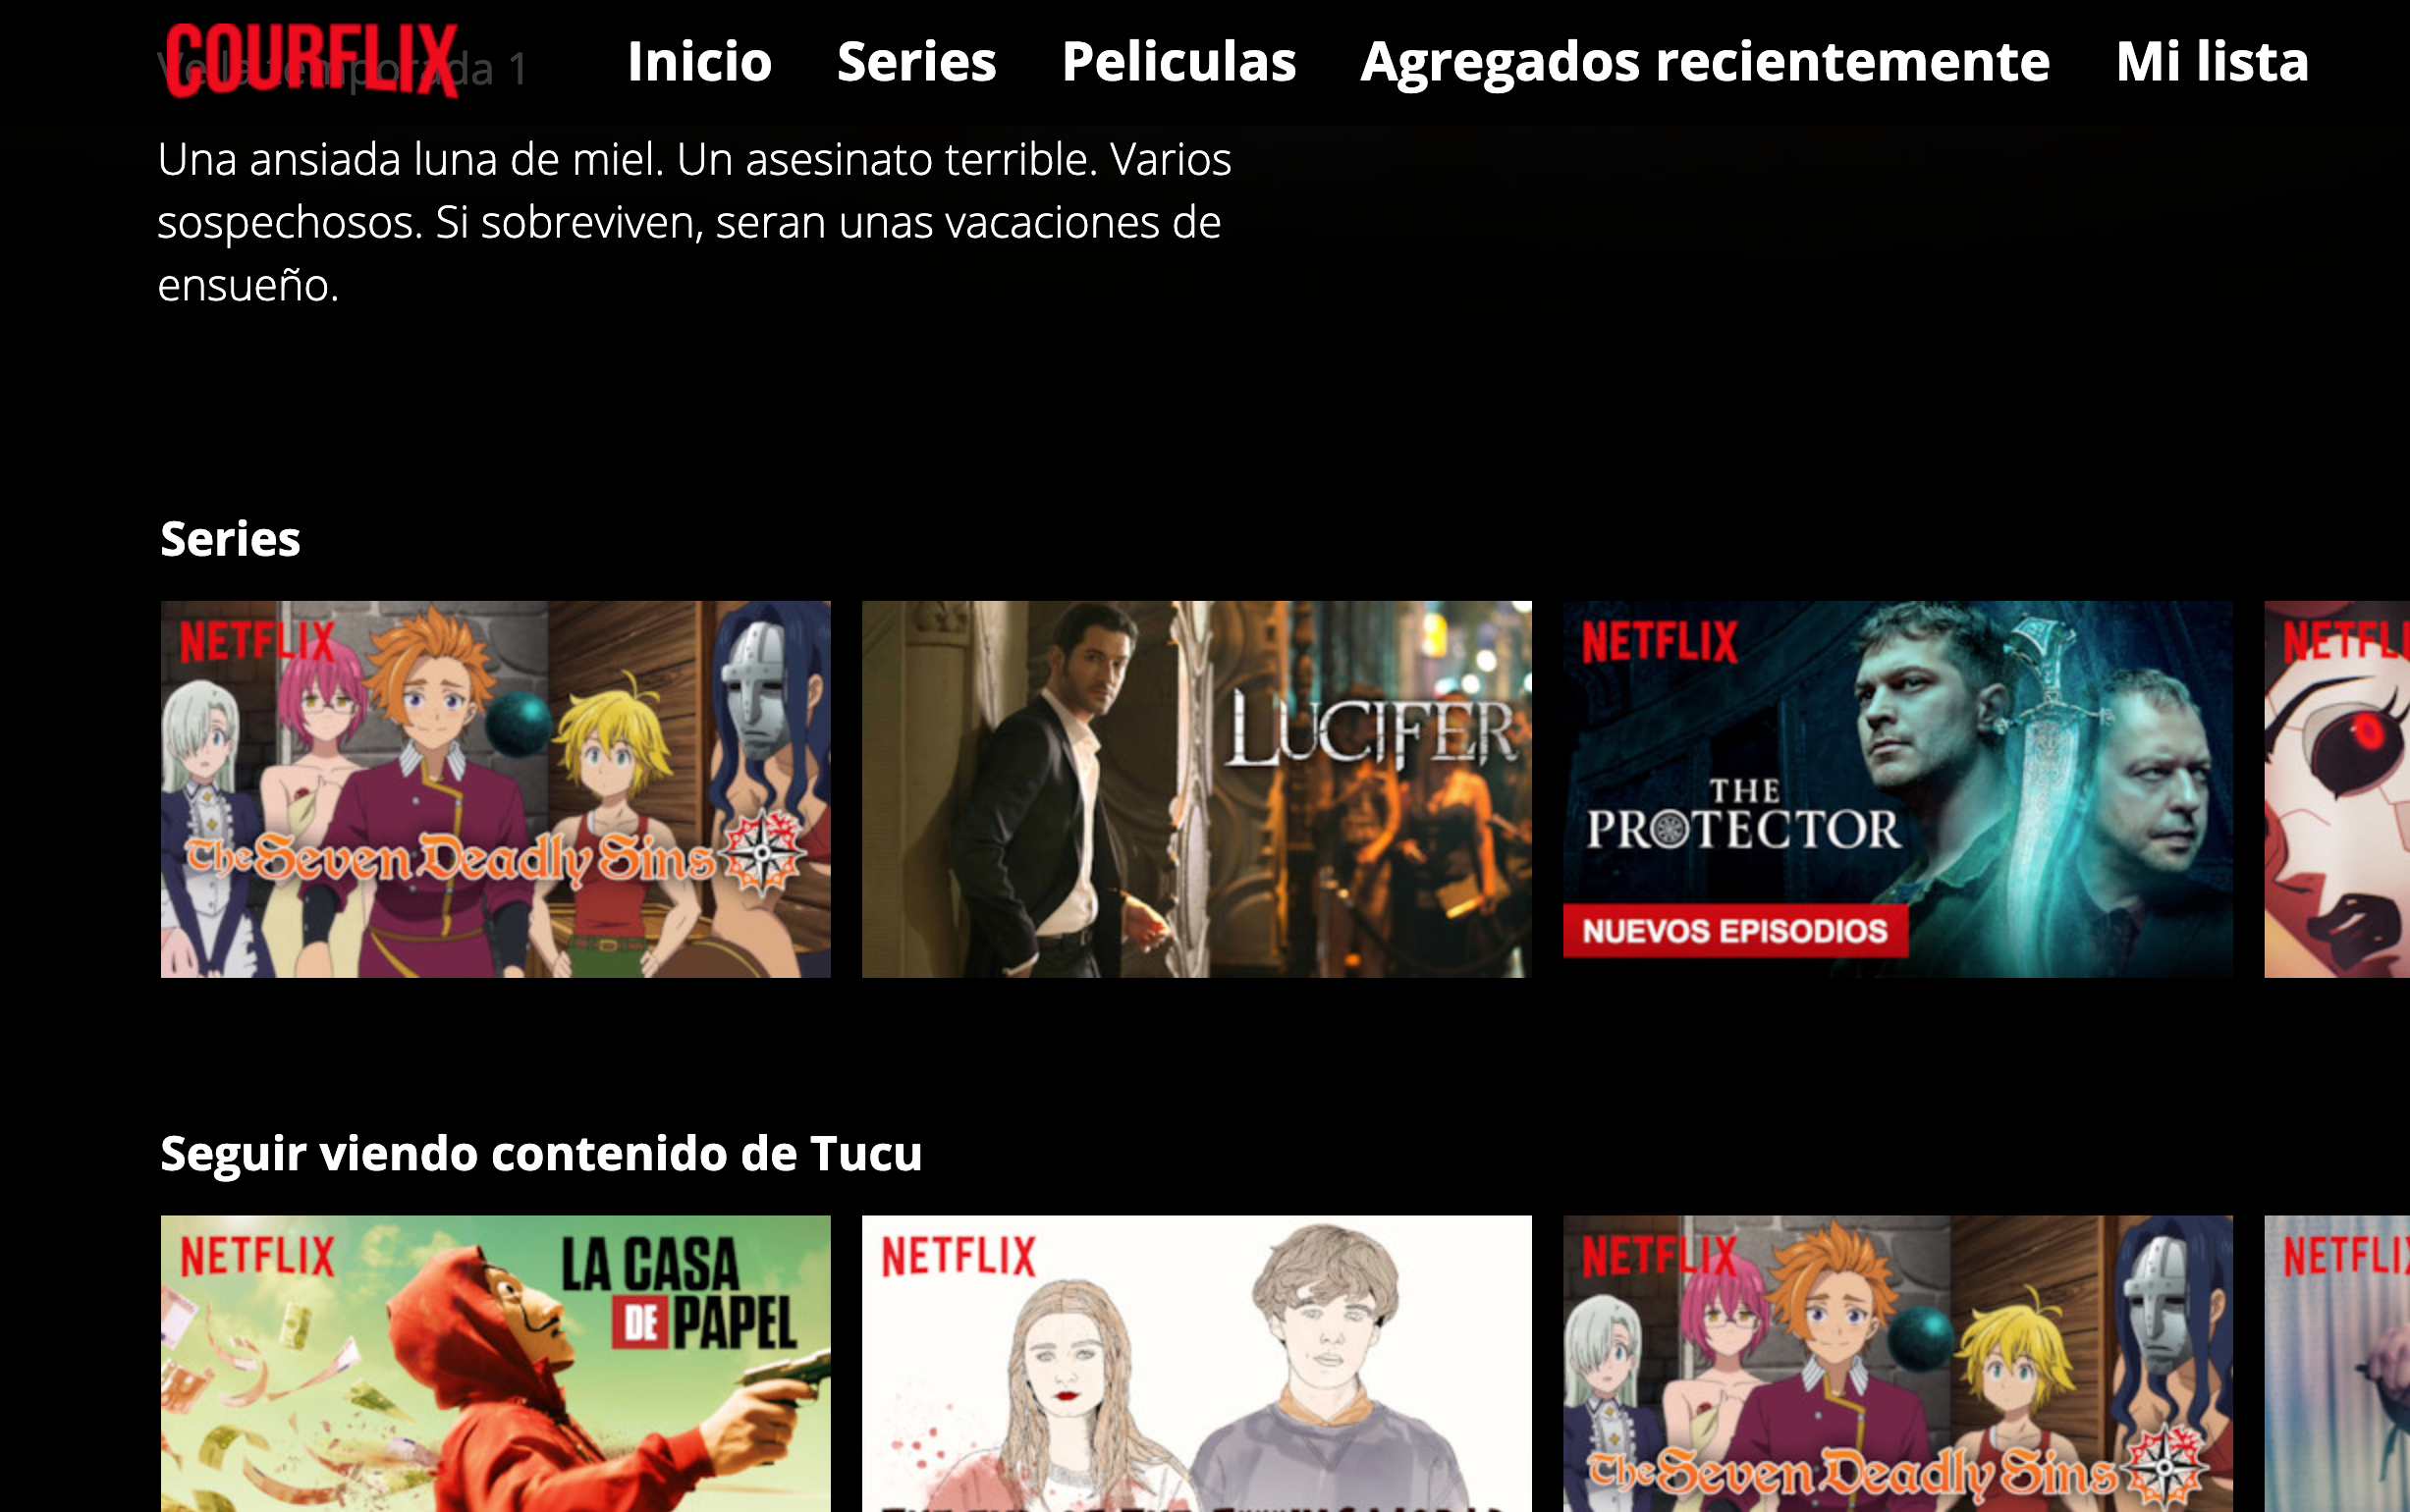 COURFLIX
Ve la temporada 1
Inicio Series Peliculas Agregados recientemente Mi lista
Una ansiada luna de miel. Un asesinato terrible. Varios
sospechosos. Si sobreviven, seran unas vacaciones de
ensueño.
Series
NETFLIX
The Seven Deadly Sins
LUCIFER
NETFLIX
THE
PROTECTOR
NUEVOS EPISODIOS
NETFLI
Seguir viendo contenido de Tucu
NETFLIX
LA CASA
DE PAPEL
NETFLIX
NETFLIX
The Seven Deadly Sins
NETFLIX